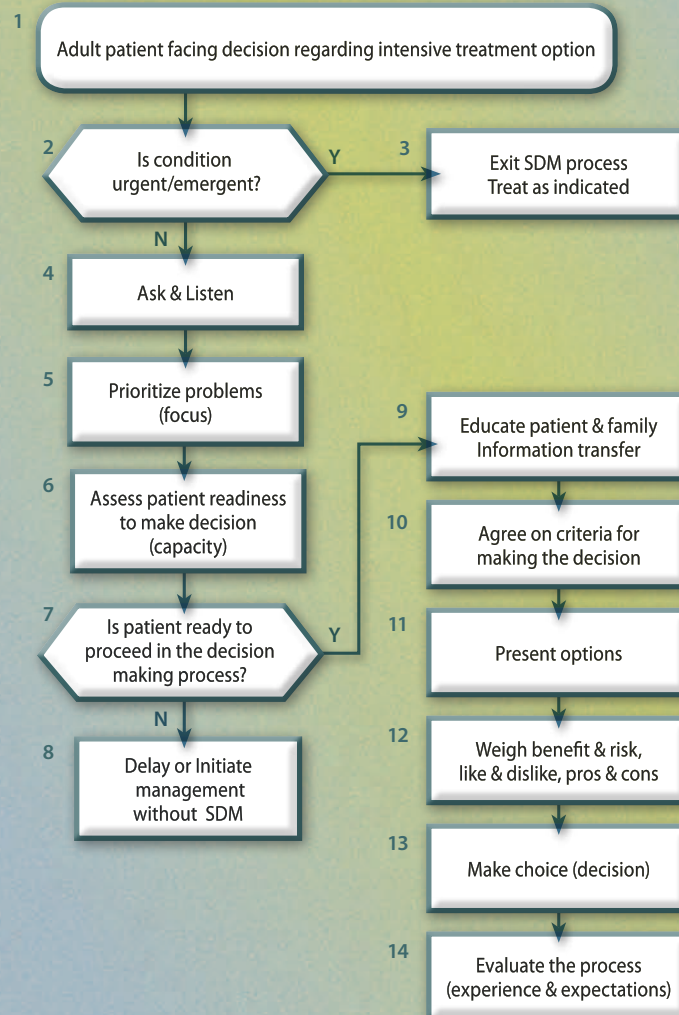 1
Adult patient facing decision regarding intensive treatment option
2
Is condition
urgent/emergent?
Y
3
Exit SDM process
Treat as indicated
N
4
Ask & Listen
5
Prioritize problems
(focus)
6
Assess patient readiness
to make decision
(capacity)
7
Is patient ready to
proceed in the decision
making process?
Y
N
8
Delay or Initiate
management
without SDM
9
Educate patient & family
Information transfer
10
Agree on criteria for
making the decision
11
Present options
12
Weigh benefit & risk,
like & dislike, pros & cons
13
Make choice (decision)
14
Evaluate the process
(experience & expectations)